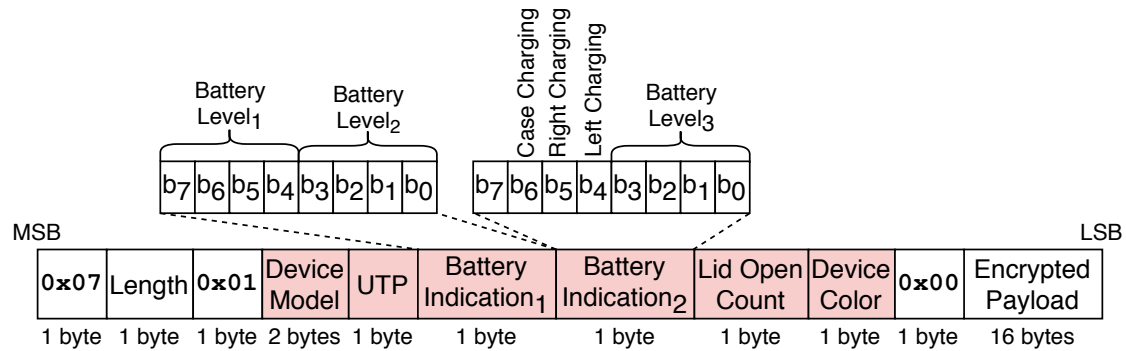 Case Charging
Right Charging
Left Charging
Battery
Level1
Battery
Level2
Battery
Level3
b7 b6 b5 b4 b3 b2 b1 b0
b7 b6 b5 b4 b3 b2 b1 b0
MSB
LSB
0x07
Length
0x01
Device
Model
UTP
Battery
Indication1
Battery
Indication2
Lid Open
Count
Device
Color
0x00
Encrypted
Payload
1 byte
1 byte
1 byte
2 bytes
1 byte
1 byte
1 byte
1 byte
1 byte
1 byte
16 bytes